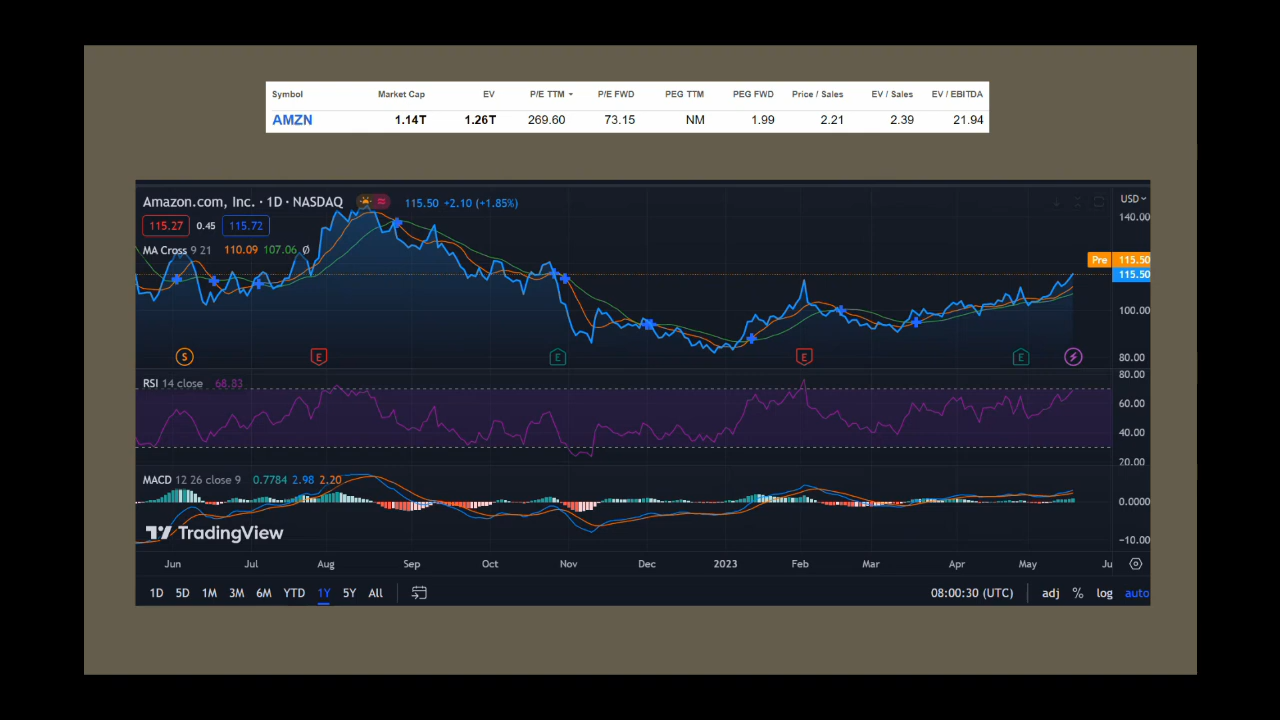 Symbol Market Cap EV P/E TTM P/E FWD PEG TTM PEG FWD Price / Sales EV / Sales EV / EBITDA
AMZN 1.14T 1.26T 269.60 73.15 NM 1.99 2.21 2.39 21.94
Amazon.com, Inc. · 1D · NASDAQ 115.50 +2.10 (+1.85%) USD
115.27 0.45 115.72 140.00
MA Cross 9 21 110.09 107.06 Ø
Pre 115.50
115.50
100.00
S E E E E 80.00
RSI 14 close 68.83 80.00
60.00
40.00
20.00
MACD 12 26 close 9 0.7784 2.98 2.20
0.0000
TradingView
−10.00
Jun Jul Aug Sep Oct Nov Dec 2023 Feb Mar Apr May Ju
1D 5D 1M 3M 6M YTD 1Y 5Y All 08:00:30 (UTC) adj % log auto